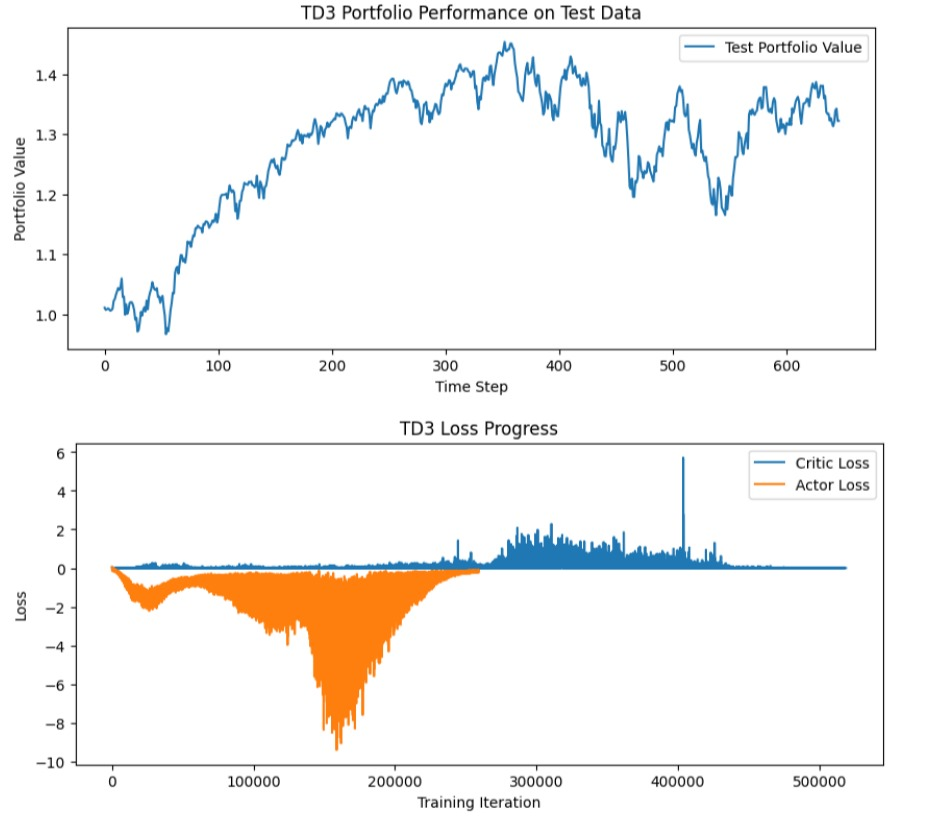 TD3 Portfolio Performance on Test Data
Test Portfolio Value
1.4
1.3
1.2
1.1
1.0
Portfolio Value
0 100 200 300 400 500 600
Time Step
TD3 Loss Progress
Critic Loss
Actor Loss
6
4
2
0
−2
−4
−6
−8
−10
Loss
0 100000 200000 300000 400000 500000
Training Iteration